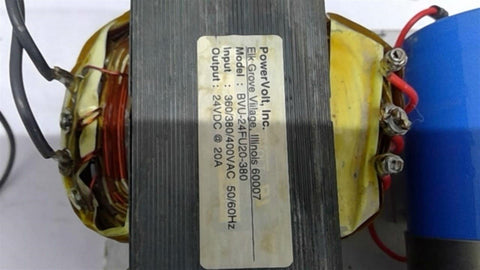 PowerVolt, Inc.
Elk Grove Village, Illinois 60007
Model : BVU-24FU20-380
Input : 360/380/400VAC 50/60Hz
Output : 24VDC @ 20A